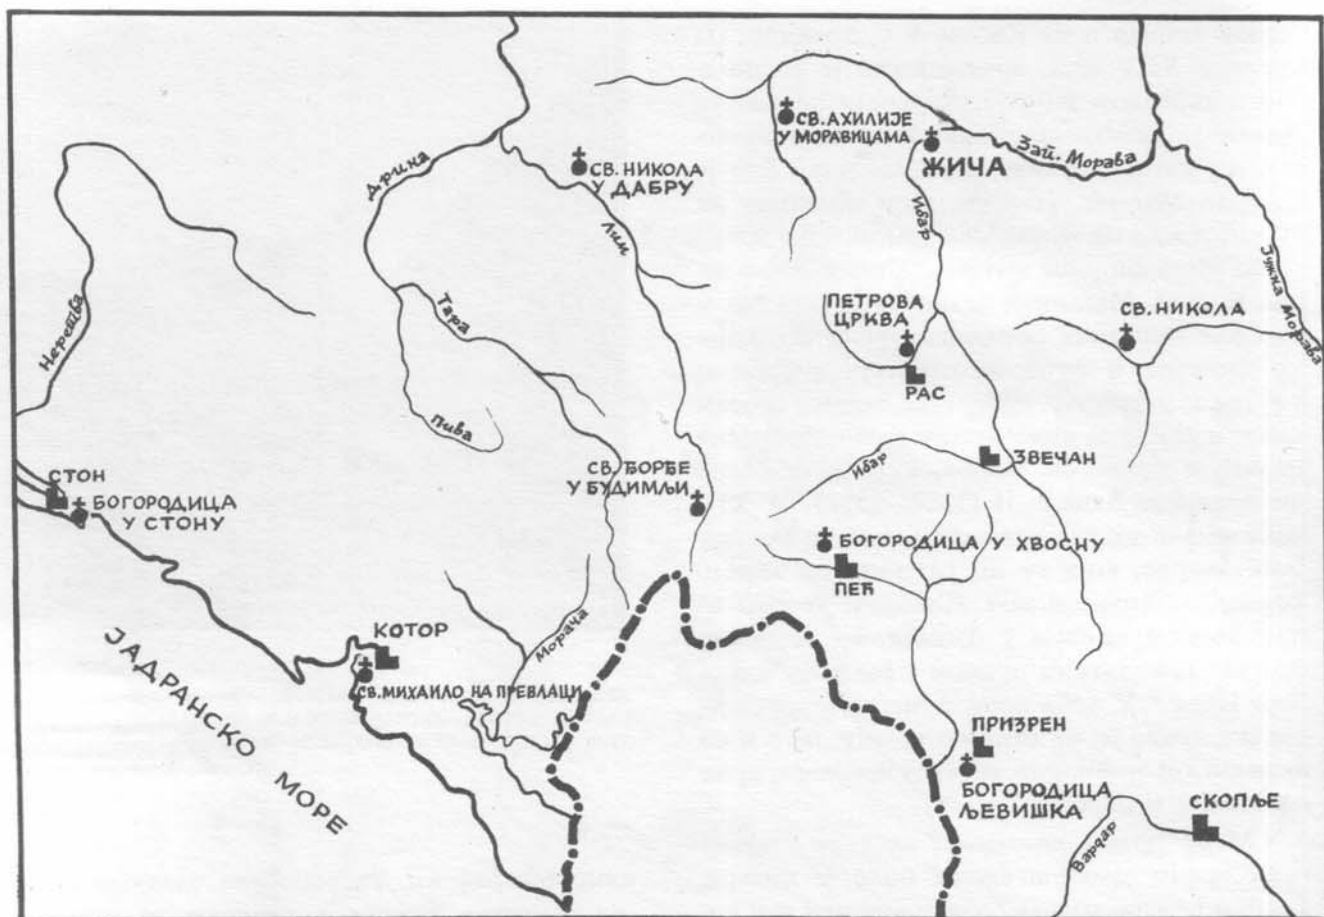 СВ. АХИЛИЈЕ
У МОРАВИЦАМА
ЖИЧА
Зап. Морава
Дрина
СВ. НИКОЛА
У ДАБРУ
Лим
Ибар
Јужна Морава
Неретва
Тара
ПЕТРОВА
ЦРКВА
СВ. НИКОЛА
РАС
Пива
СВ. ЂОРЂЕ
У БУДИМЉИ
Ибар
ЗВЕЧАН
СТОН
БОГОРОДИЦА
У СТОНУ
БОГОРОДИЦА У ХВОСНУ
ПЕЋ
Морача
КОТОР
СВ. МИХАИЛО НА ПРЕВЛАЦИ
ЈАДРАНСКО МОРЕ
ПРИЗРЕН
БОГОРОДИЦА
ЉЕВИШКА
СКОПЉЕ
Вардар